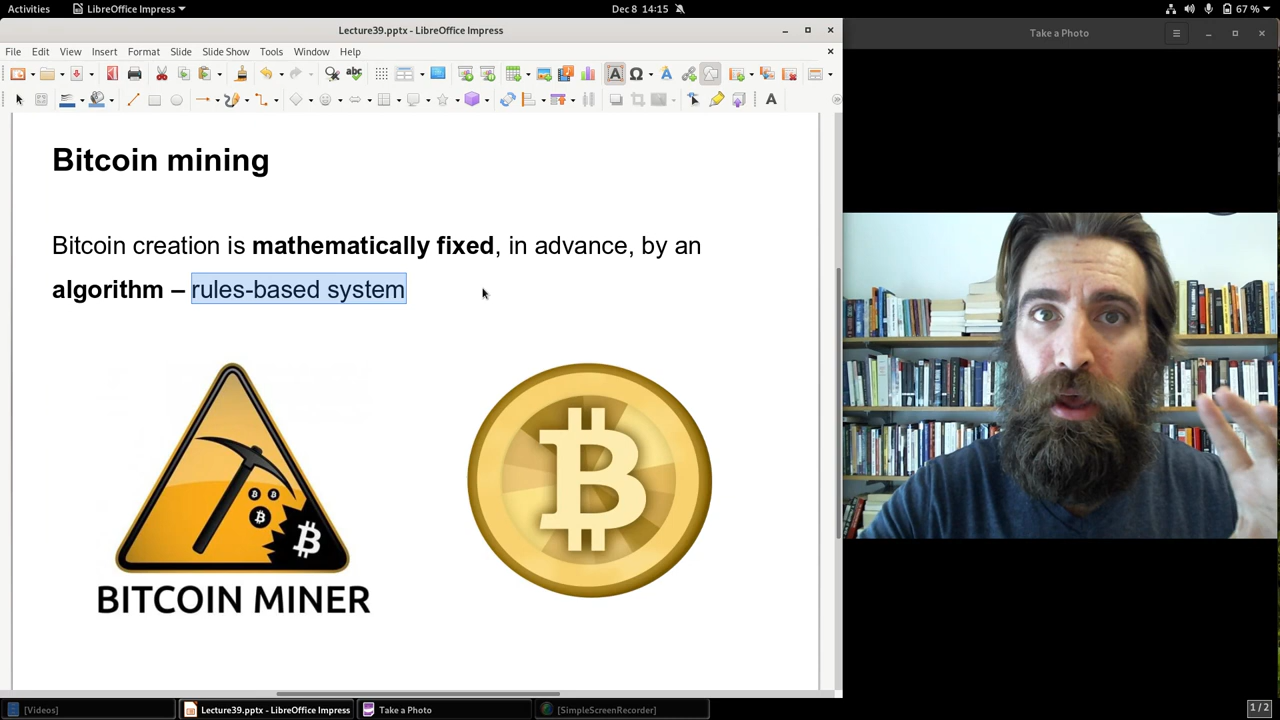 Activities
LibreOffice Impress
Dec 8 14:15
67 %
Lecture39.pptx - LibreOffice Impress
Take a Photo
File Edit View Insert Format Slide Slide Show Tools Window Help
Bitcoin mining
Bitcoin creation is mathematically fixed, in advance, by an
algorithm – rules-based system
BITCOIN MINER
[Videos]
Lecture39.pptx - LibreOffice Impress
Take a Photo
[SimpleScreenRecorder]
1 / 2